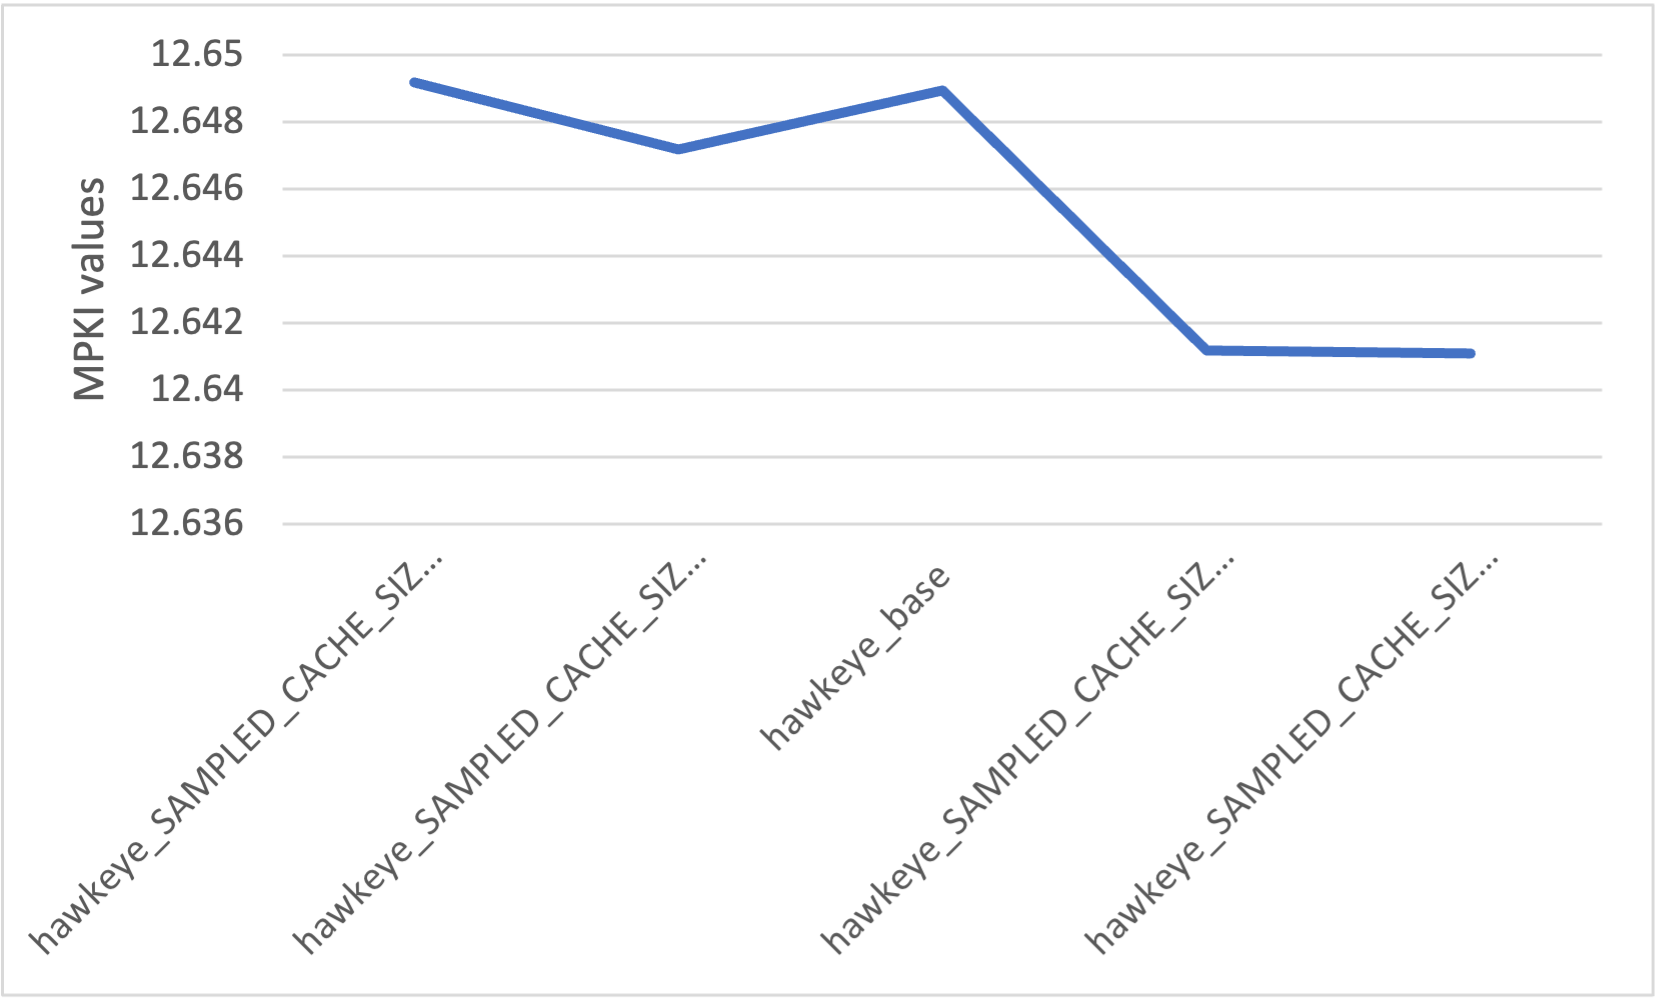 MPKI values
12.65
12.648
12.646
12.644
12.642
12.64
12.638
12.636
hawkeye_SAMPLED_CACHE_SIZ...
hawkeye_SAMPLED_CACHE_SIZ...
hawkeye_base
hawkeye_SAMPLED_CACHE_SIZ...
hawkeye_SAMPLED_CACHE_SIZ...